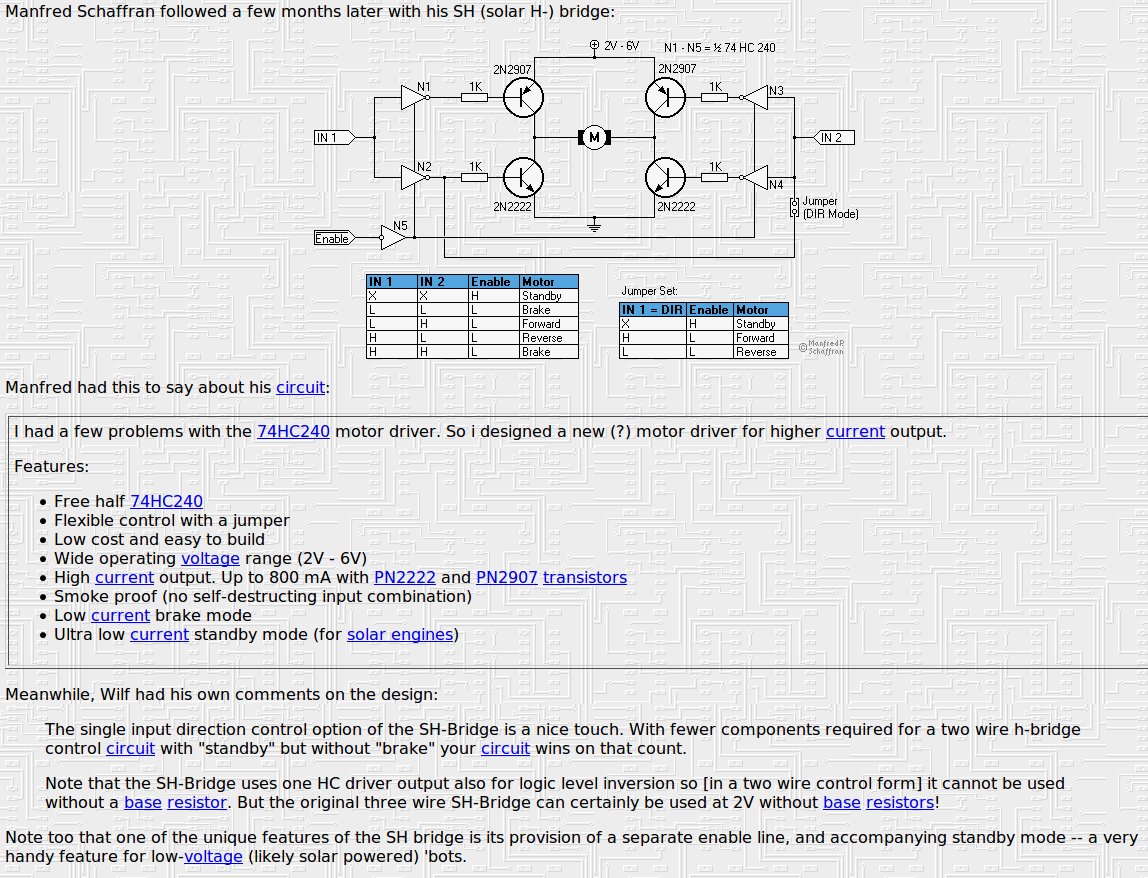 Manfred Schaffran followed a few months later with his SH (solar H-) bridge:
2V - 6V N1 - N5 = ½ 74 HC 240
2N2907 2N2907
N1 1K 1K N3
IN 1 M IN 2
N2 1K 1K N4
2N2222 2N2222
Jumper
(DIR Mode)
Enable N5
IN 1 IN 2 Enable Motor
X X H Standby
L L L Brake
L H L Forward
H L L Reverse
H H L Brake
Jumper Set:
IN 1 = DIR Enable Motor
X H Standby
H L Forward
L L Reverse
© Manfred P.
Schaffran
Manfred had this to say about his circuit:
I had a few problems with the 74HC240 motor driver. So i designed a new (?) motor driver for higher current output.
Features:
• Free half 74HC240
• Flexible control with a jumper
• Low cost and easy to build
• Wide operating voltage range (2V - 6V)
• High current output. Up to 800 mA with PN2222 and PN2907 transistors
• Smoke proof (no self-destructing input combination)
• Low current brake mode
• Ultra low current standby mode (for solar engines)
Meanwhile, Wilf had his own comments on the design:
The single input direction control option of the SH-Bridge is a nice touch. With fewer components required for a two wire h-bridge
control circuit with "standby" but without "brake" your circuit wins on that count.
Note that the SH-Bridge uses one HC driver output also for logic level inversion so [in a two wire control form] it cannot be used
without a base resistor. But the original three wire SH-Bridge can certainly be used at 2V without base resistors!
Note too that one of the unique features of the SH bridge is its provision of a separate enable line, and accompanying standby mode -- a very
handy feature for low-voltage (likely solar powered) 'bots.